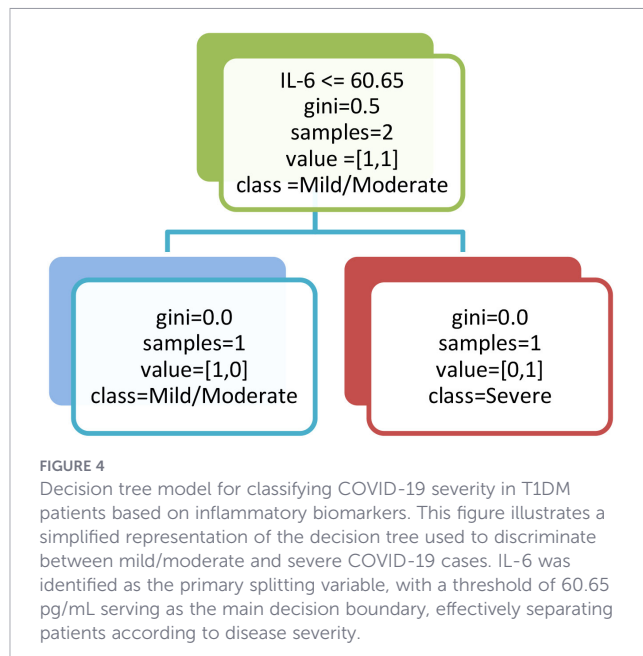 IL-6 <= 60.65
gini=0.5
samples=2
value =[1,1]
class =Mild/Moderate
gini=0.0
samples=1
value=[1,0]
class=Mild/Moderate
gini=0.0
samples=1
value=[0,1]
class=Severe
FIGURE 4
Decision tree model for classifying COVID-19 severity in T1DM
patients based on inflammatory biomarkers. This figure illustrates a
simplified representation of the decision tree used to discriminate
between mild/moderate and severe COVID-19 cases. IL-6 was
identified as the primary splitting variable, with a threshold of 60.65
pg/mL serving as the main decision boundary, effectively separating
patients according to disease severity.